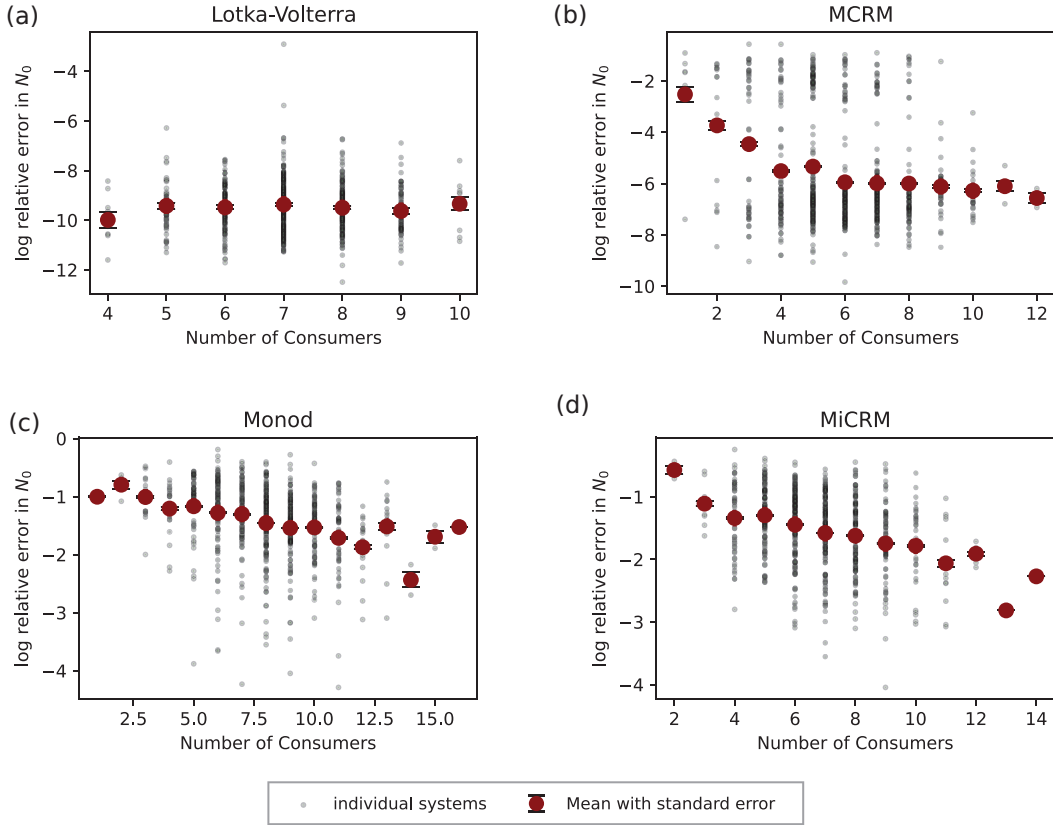 (a)
Lotka-Volterra
log relative error in N0
−4
−6
−8
−10
−12
4 5 6 7 8 9 10
Number of Consumers
(b)
MCRM
log relative error in N0
−2
−4
−6
−8
−10
2 4 6 8 10 12
Number of Consumers
(c)
Monod
log relative error in N0
0
−1
−2
−3
−4
2.5 5.0 7.5 10.0 12.5 15.0
Number of Consumers
(d)
MiCRM
log relative error in N0
−1
−2
−3
−4
2 4 6 8 10 12 14
Number of Consumers
individual systems Mean with standard error